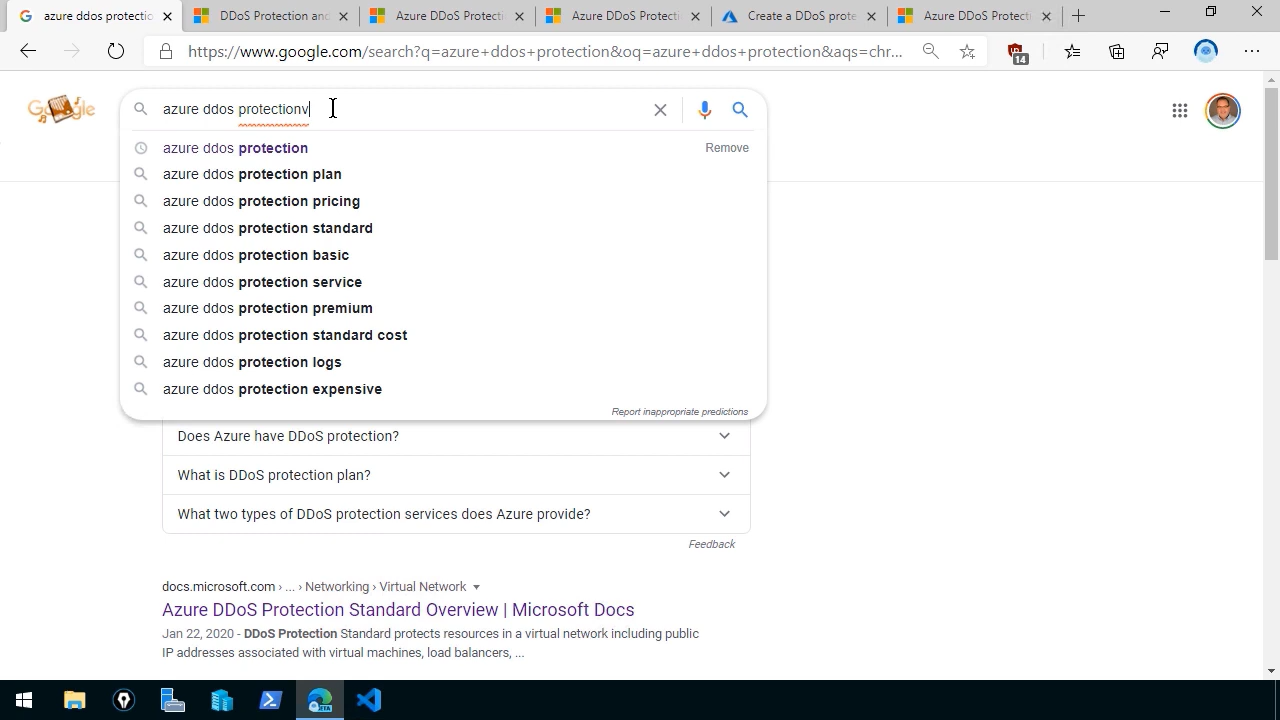 azure ddos protectic
DDoS Protection and
Azure DDoS Protecti
Azure DDoS Protecti
Create a DDoS prote
Azure DDoS Protecti
https://www.google.com/search?q=azure+ddos+protection&oq=azure+ddos+protection&aqs=chr...
14
Google
azure ddos protectionv
azure ddos protection
Remove
azure ddos protection plan
azure ddos protection pricing
azure ddos protection standard
azure ddos protection basic
azure ddos protection service
azure ddos protection premium
azure ddos protection standard cost
azure ddos protection logs
azure ddos protection expensive
Report inappropriate predictions
Does Azure have DDoS protection?
What is DDoS protection plan?
What two types of DDoS protection services does Azure provide?
Feedback
docs.microsoft.com › ... › Networking › Virtual Network
Azure DDoS Protection Standard Overview | Microsoft Docs
Jan 22, 2020 - DDoS Protection Standard protects resources in a virtual network including public
IP addresses associated with virtual machines, load balancers, ...